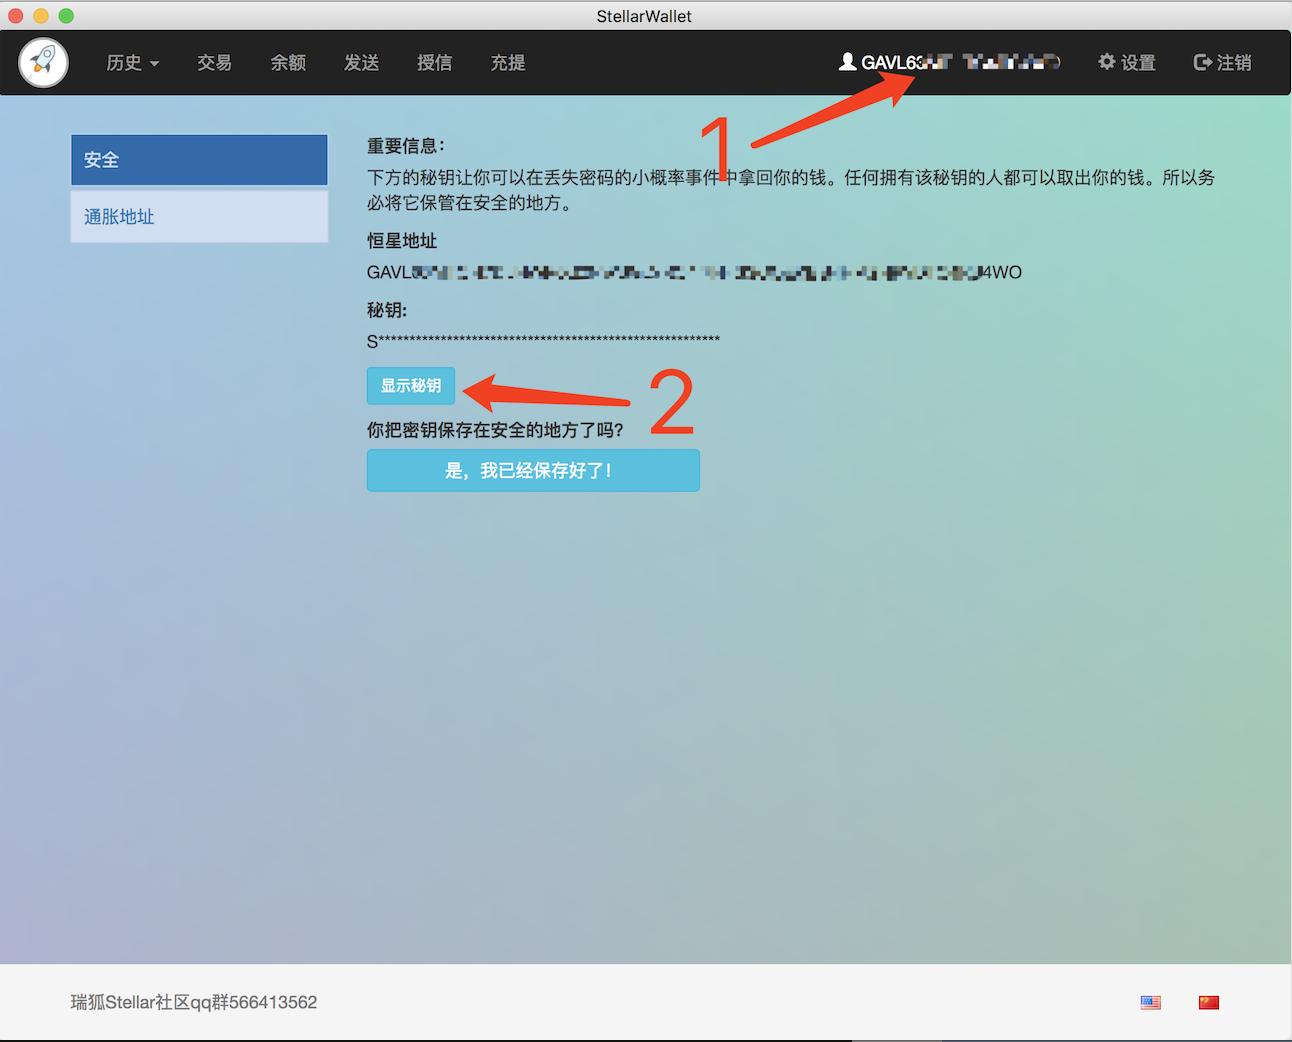 StellarWallet
历史 交易 余额 发送 授信 充提 GAVL63 设置 注销
1
安全
通胀地址
重要信息：
下方的秘钥让你可以在丢失密码的小概率事件中拿回你的钱。任何拥有该秘钥的人都可以取出你的钱。所以务
必将它保管在安全的地方。
恒星地址
GAVL 4WO
秘钥:
S*******************************************************
显示秘钥
2
你把密钥保存在安全的地方了吗?
是，我已经保存好了！
瑞狐Stellar社区qq群566413562